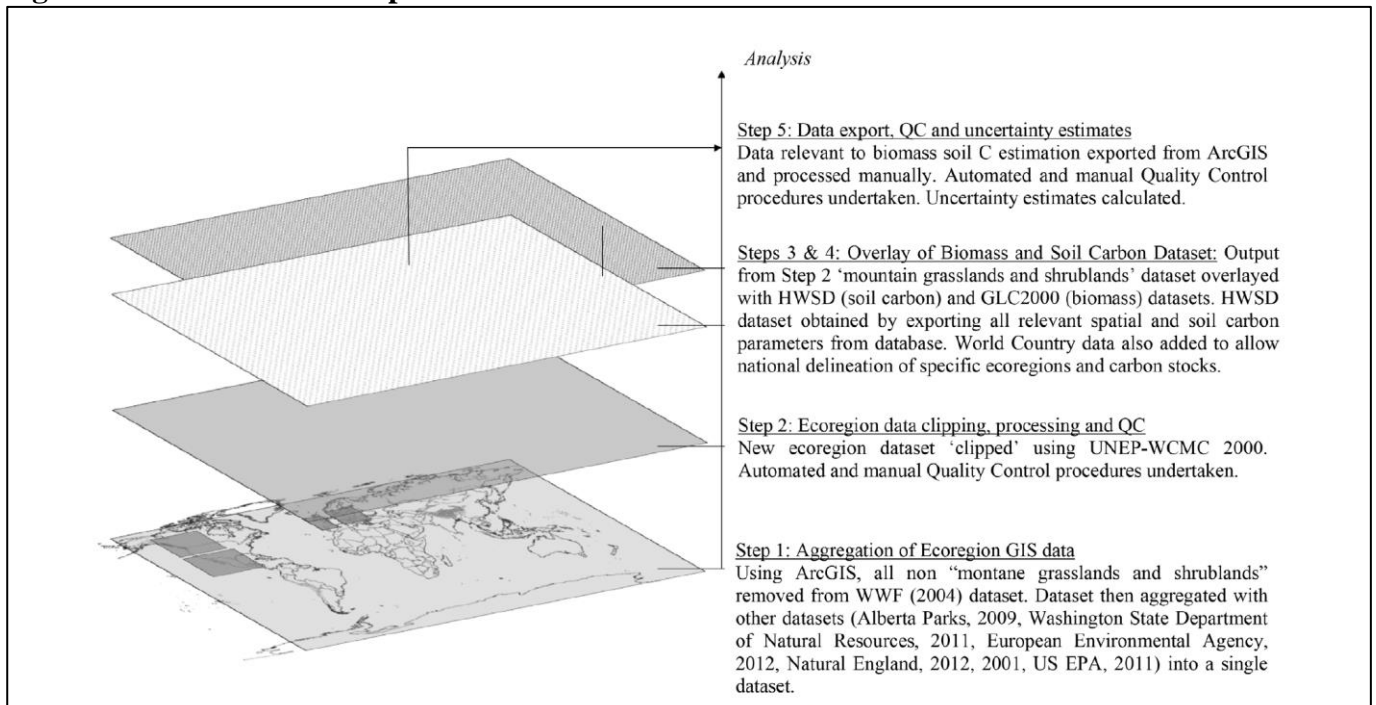 Analysis
Step 5: Data export, QC and uncertainty estimates
Data relevant to biomass soil C estimation exported from ArcGIS
and processed manually. Automated and manual Quality Control
procedures undertaken. Uncertainty estimates calculated.
Steps 3 & 4: Overlay of Biomass and Soil Carbon Dataset: Output
from Step 2 ‘mountain grasslands and shrublands’ dataset overlayed
with HWSD (soil carbon) and GLC2000 (biomass) datasets. HWSD
dataset obtained by exporting all relevant spatial and soil carbon
parameters from database. World Country data also added to allow
national delineation of specific ecoregions and carbon stocks.
Step 2: Ecoregion data clipping, processing and QC
New ecoregion dataset ‘clipped’ using UNEP-WCMC 2000.
Automated and manual Quality Control procedures undertaken.
Step 1: Aggregation of Ecoregion GIS data
Using ArcGIS, all non “montane grasslands and shrublands”
removed from WWF (2004) dataset. Dataset then aggregated with
other datasets (Alberta Parks, 2009, Washington State Department
of Natural Resources, 2011, European Environmental Agency,
2012, Natural England, 2012, 2001, US EPA, 2011) into a single
dataset.